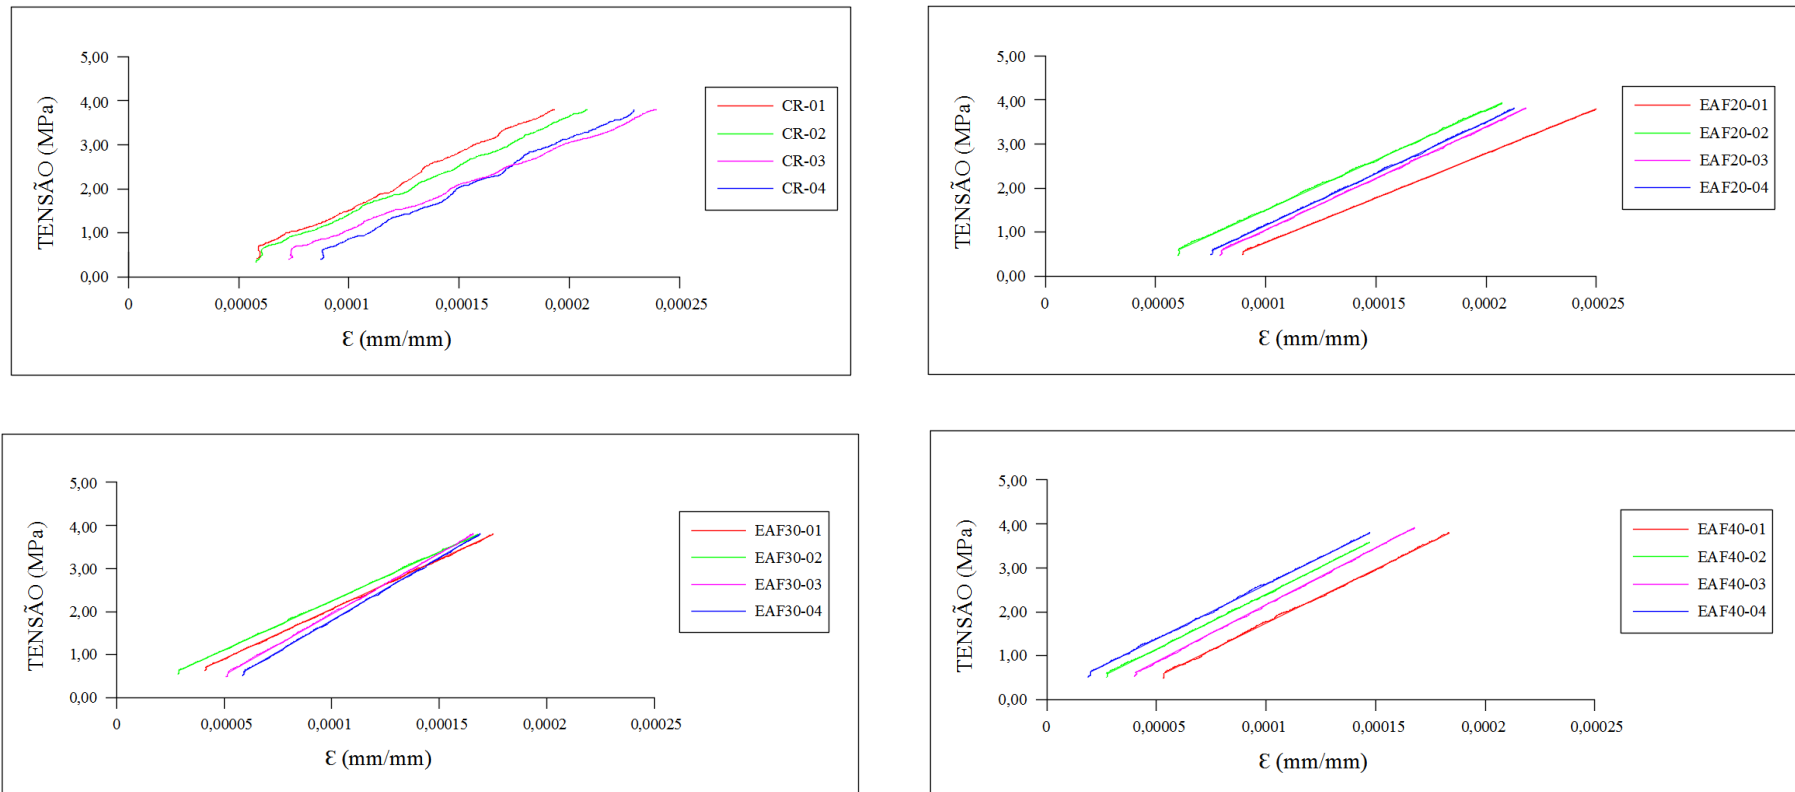 5,00
4,00
3,00
2,00
1,00
0,00
TENSÃO (MPa)
0
0,00005
0,0001
0,00015
0,0002
0,00025
Ɛ (mm/mm)
CR-01
CR-02
CR-03
CR-04
5,00
4,00
3,00
2,00
1,00
0,00
TENSÃO (MPa)
0
0,00005
0,0001
0,00015
0,0002
0,00025
Ɛ (mm/mm)
EAF20-01
EAF20-02
EAF20-03
EAF20-04
5,00
4,00
3,00
2,00
1,00
0,00
TENSÃO (MPa)
0
0,00005
0,0001
0,00015
0,0002
0,00025
Ɛ (mm/mm)
EAF30-01
EAF30-02
EAF30-03
EAF30-04
5,00
4,00
3,00
2,00
1,00
0,00
TENSÃO (MPa)
0
0,00005
0,0001
0,00015
0,0002
0,00025
Ɛ (mm/mm)
EAF40-01
EAF40-02
EAF40-03
EAF40-04